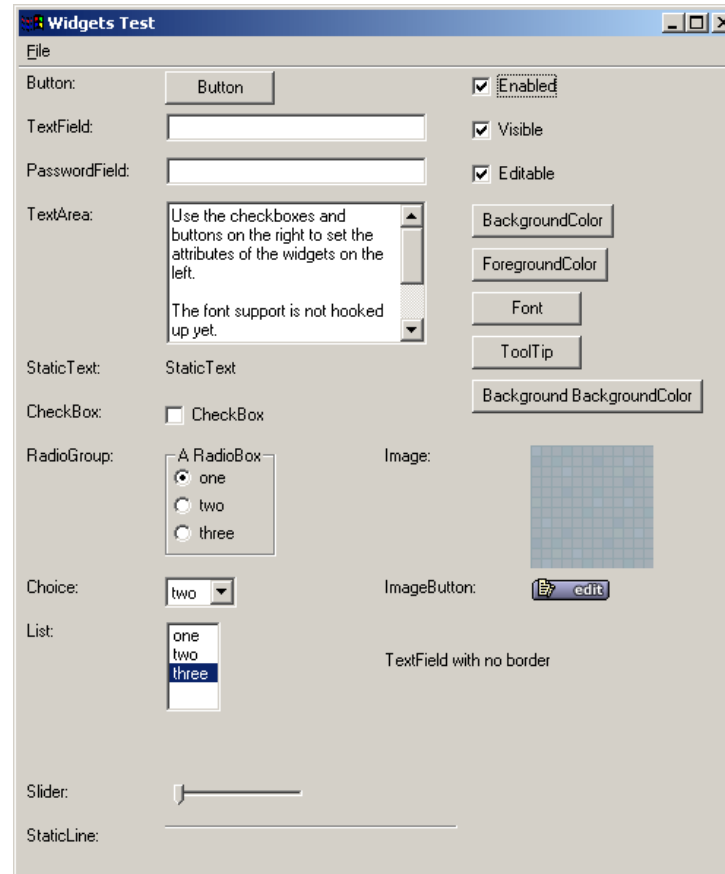 Widgets Test
File
Button:
Button
Enabled
TextField:
Visible
PasswordField:
Editable
TextArea:
Use the checkboxes and
buttons on the right to set the
attributes of the widgets on the
left.
The font support is not hooked
up yet.
BackgroundColor
ForegroundColor
Font
ToolTip
Background BackgroundColor
StaticText:
StaticText
CheckBox:
CheckBox
RadioGroup:
A RadioBox
one
two
three
Image:
Choice:
two
ImageButton:
edit
List:
one
two
three
TextField with no border
Slider:
StaticLine: